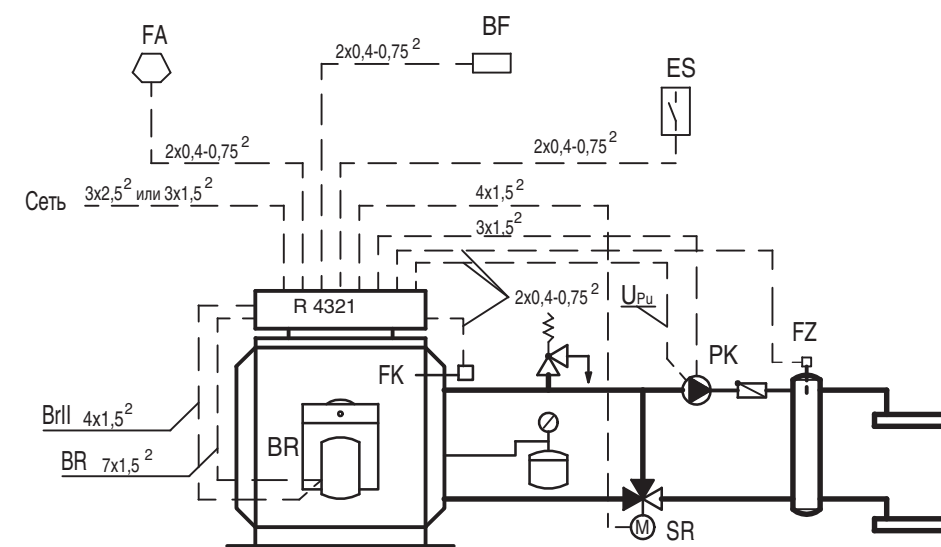 FA
BF
2x0,4-0,75²
ES
2x0,4-0,75²
2x0,4-0,75²
Сеть 3x2,5² или 3x1,5²
4x1,5²
3x1,5²
R 4321
2x0,4-0,75²
UPu
FZ
PK
FK
BrII 4x1,5²
BR
BR 7x1,5²
M
SR